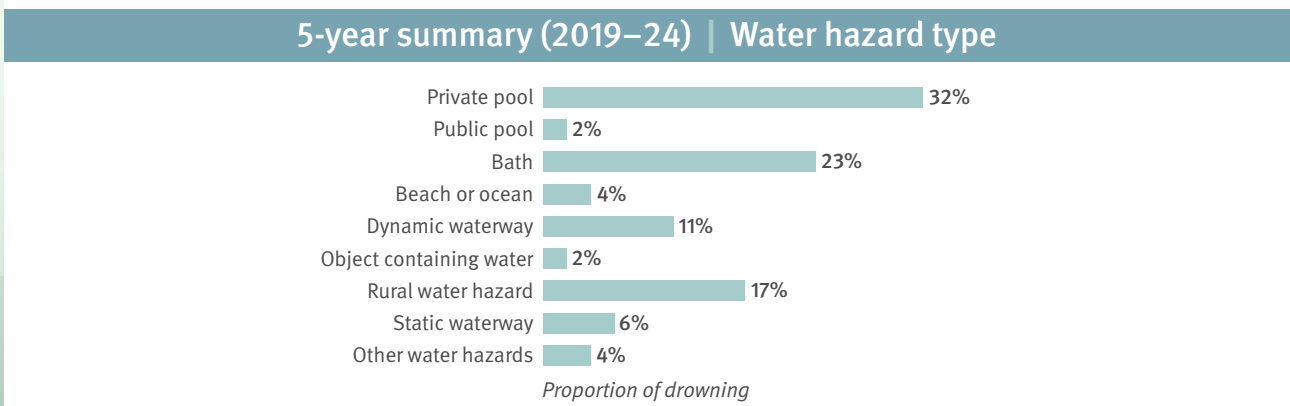 5-year summary (2019–24) | Water hazard type
Private pool 32%
Public pool 2%
Bath 23%
Beach or ocean 4%
Dynamic waterway 11%
Object containing water 2%
Rural water hazard 17%
Static waterway 6%
Other water hazards 4%
Proportion of drowning